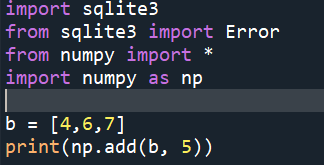 import sqlite3
from sqlite3 import Error
from numpy import *
import numpy as np
b = [4,6,7]
print(np.add(b, 5))